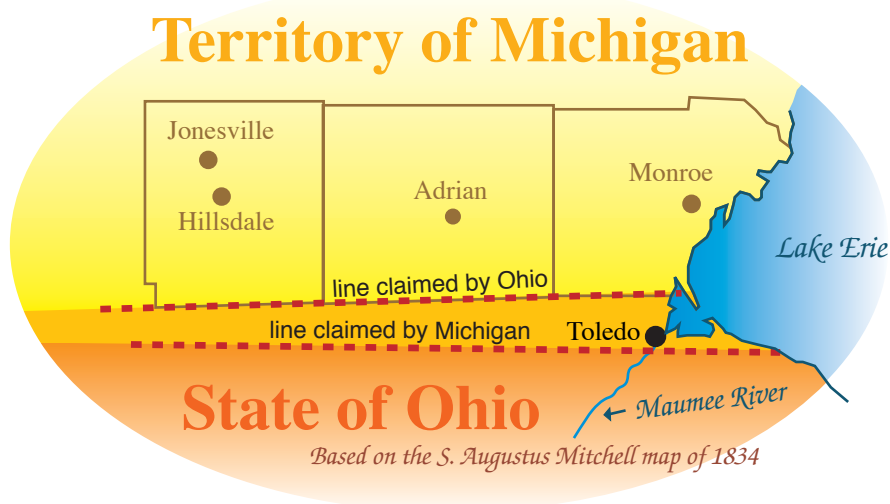 Territory of Michigan
Jonesville
Hillsdale
Adrian
Monroe
Lake Erie
line claimed by Ohio
line claimed by Michigan
Toledo
State of Ohio
Maumee River
Based on the S. Augustus Mitchell map of 1834